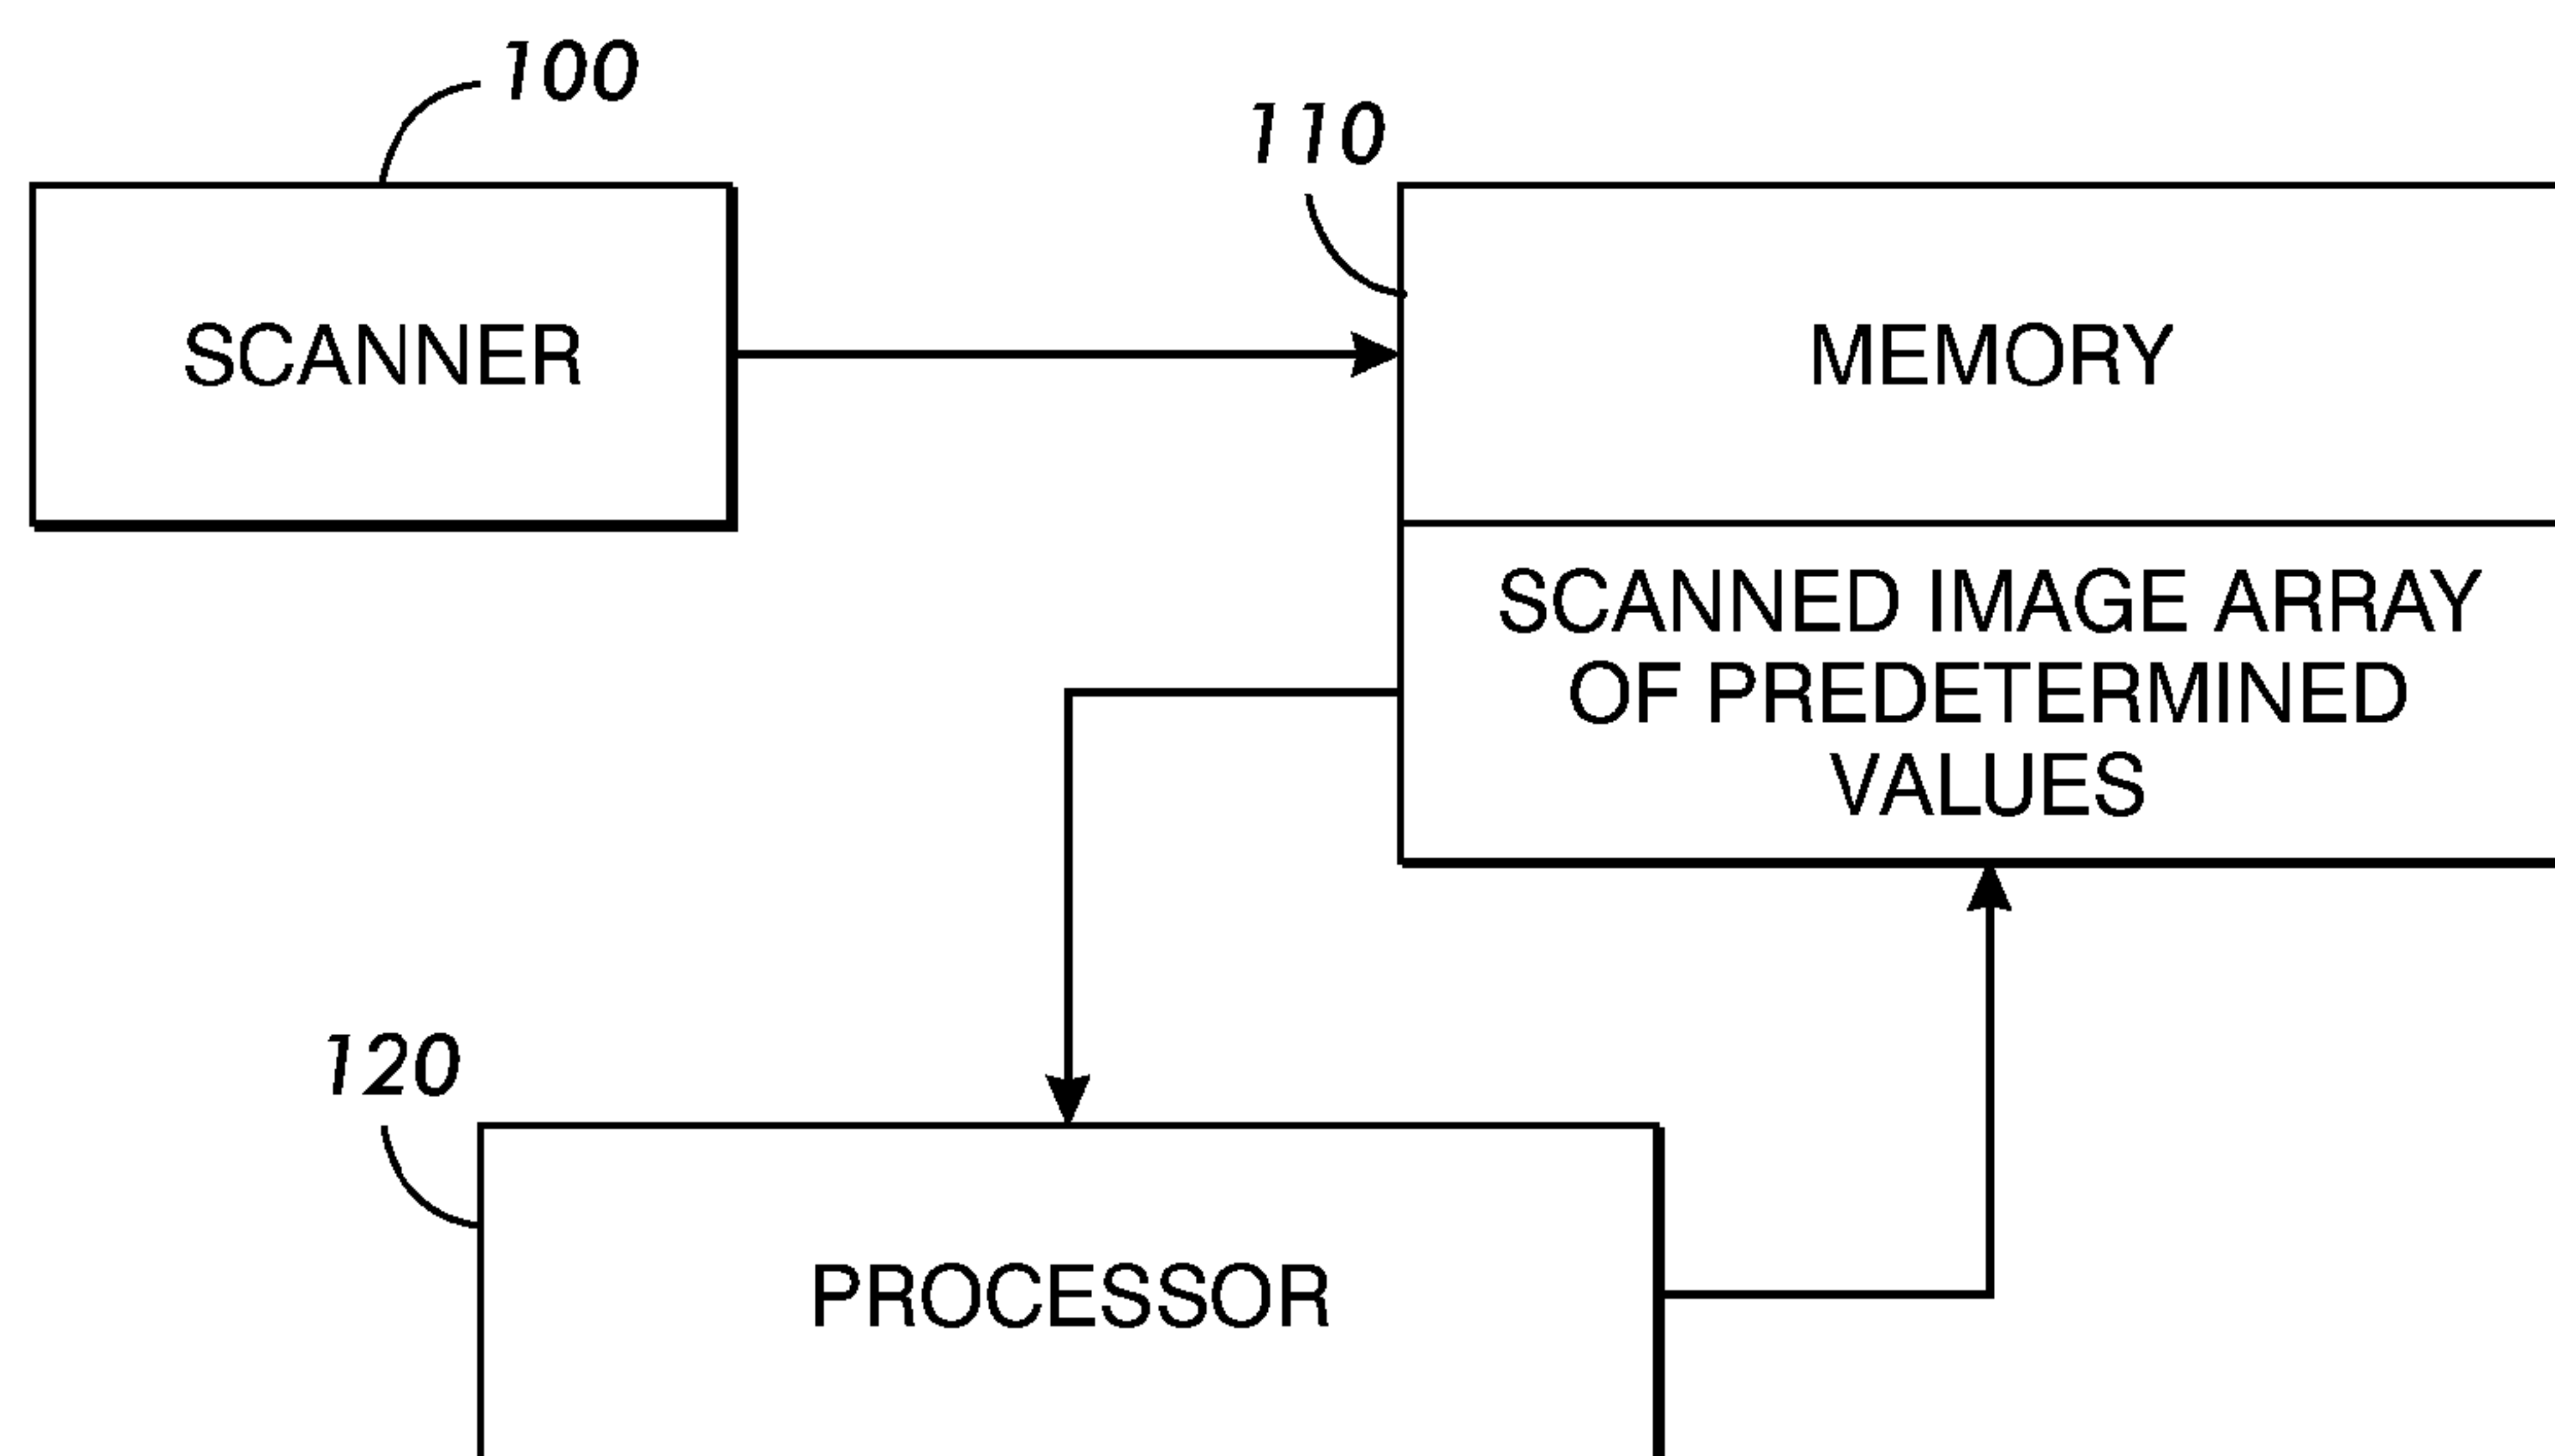 100
110
SCANNER
MEMORY
SCANNED IMAGE ARRAY
OF PREDETERMINED
VALUES
120
PROCESSOR